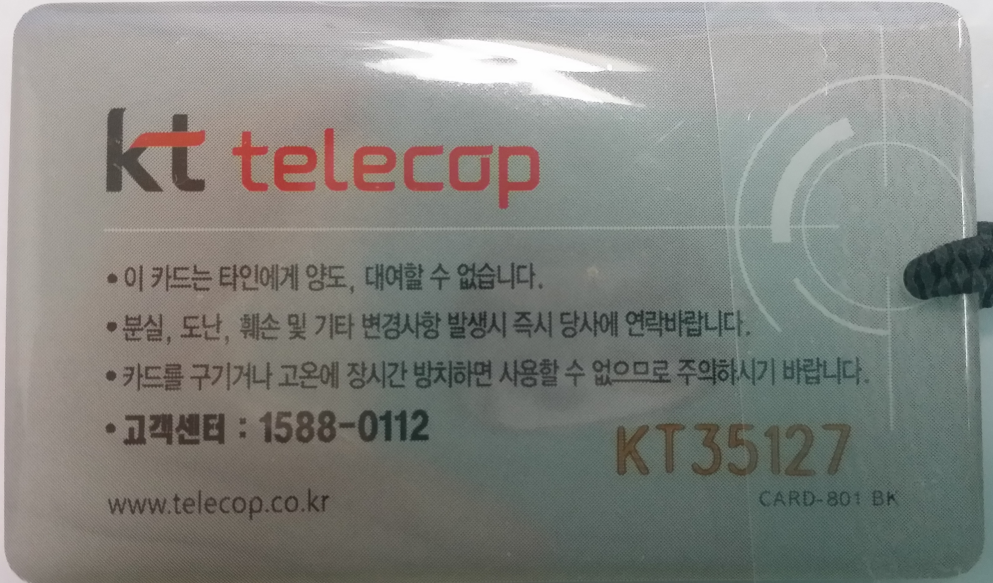 kt telecop
• 이 카드는 타인에게 양도, 대여할 수 없습니다.
• 분실, 도난, 훼손 및 기타 변경사항 발생시 즉시 당사에 연락바랍니다.
• 카드를 구기거나 고온에 장시간 방치하면 사용할 수 없으므로 주의하시기 바랍니다.
• 고객센터 : 1588-0112
KT35127
www.telecop.co.kr
CARD-801 BK